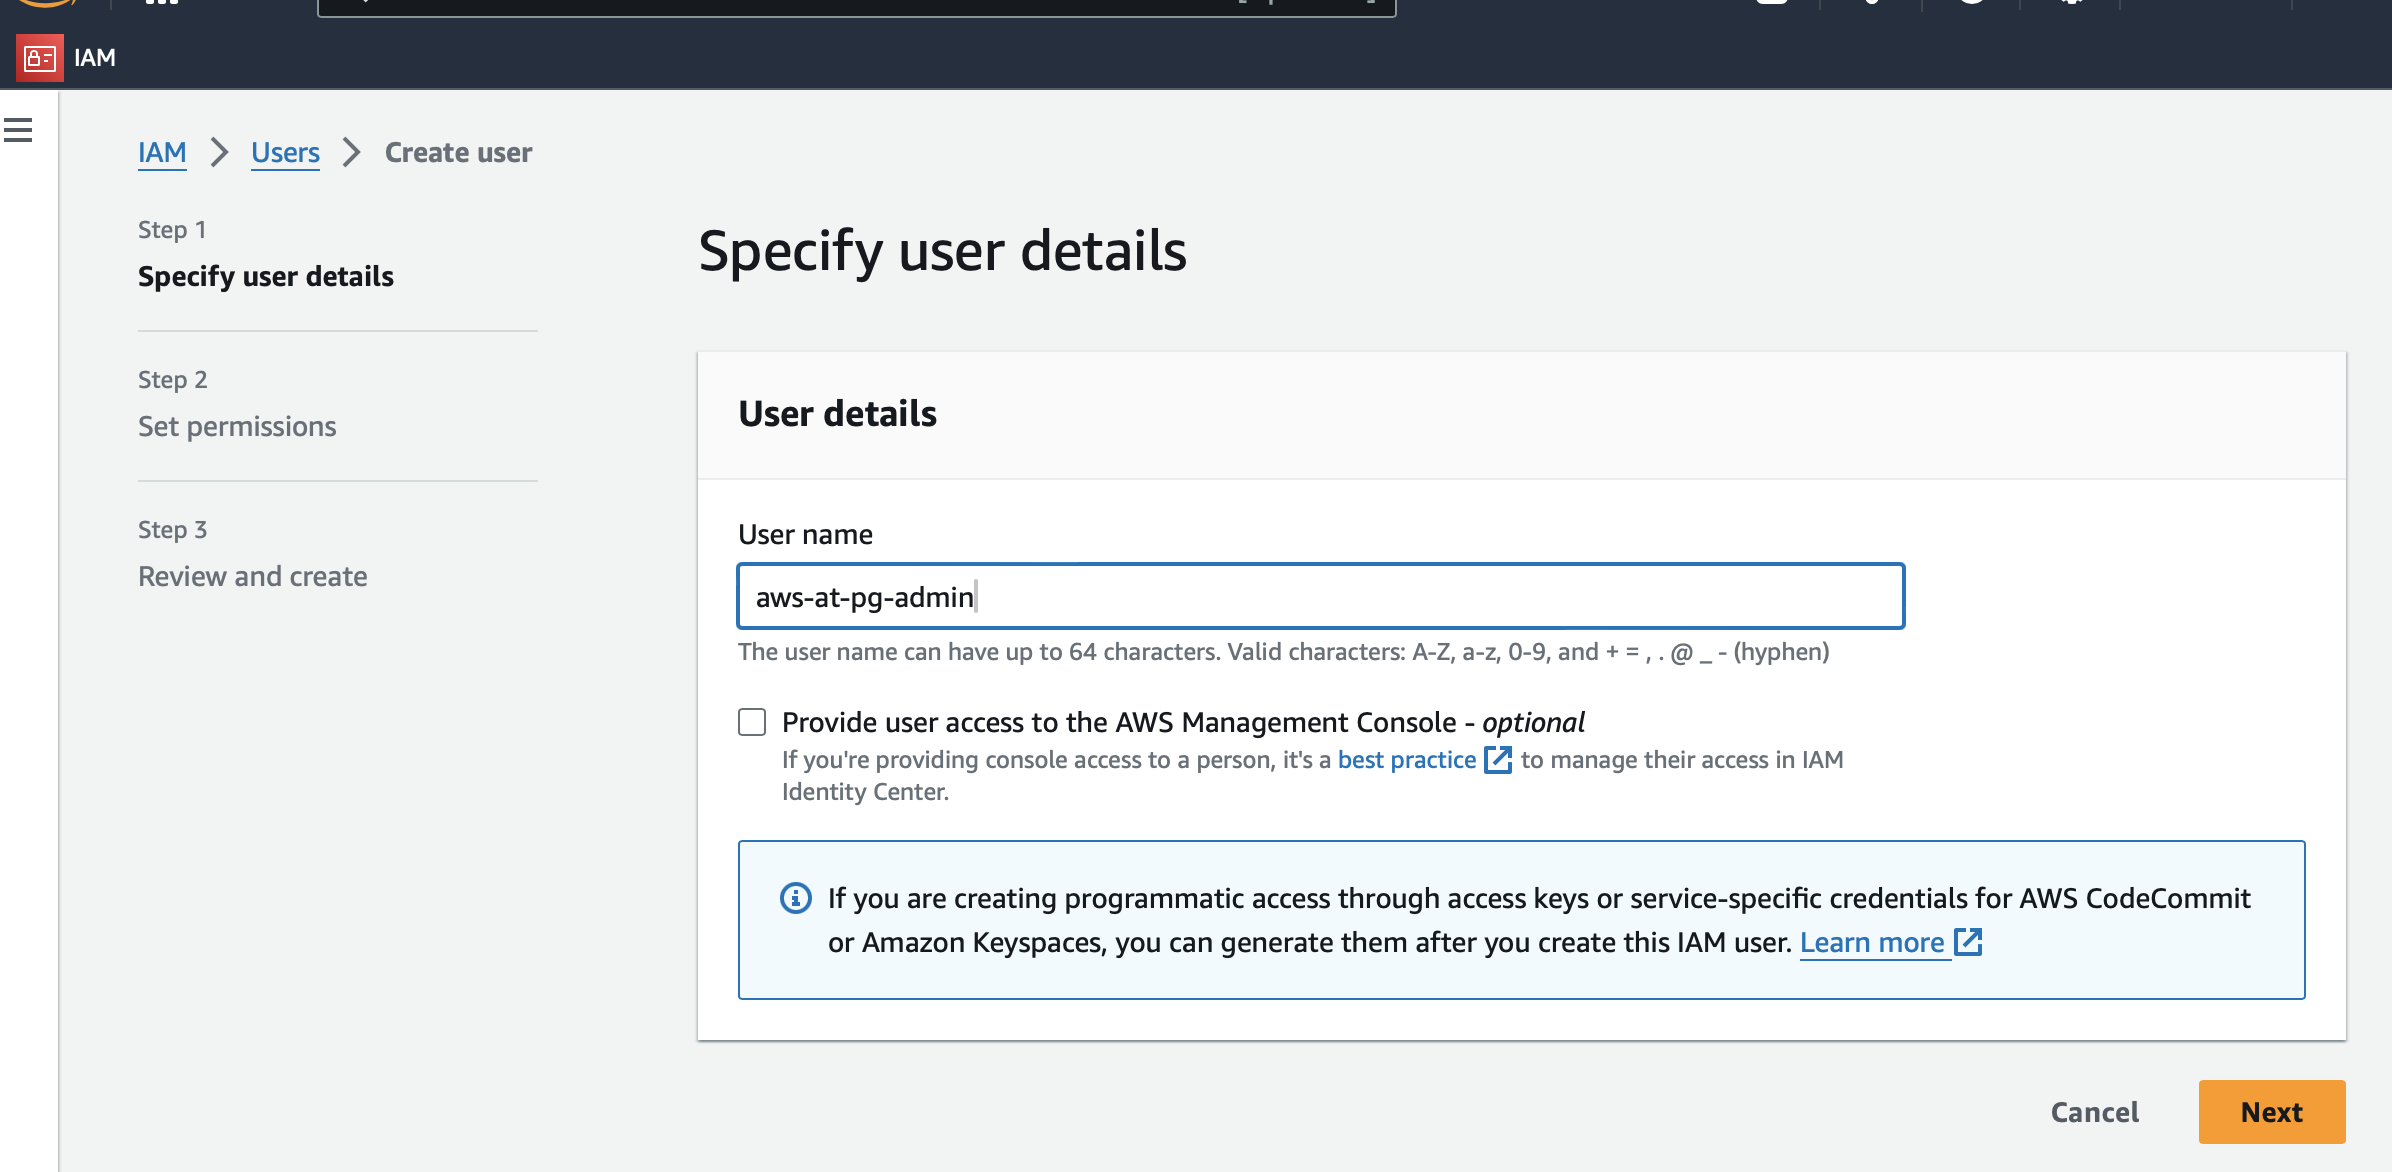 IAM
IAM > Users > Create user
Step 1
Specify user details
Step 2
Set permissions
Step 3
Review and create
Specify user details
User details
User name
aws-at-pg-admin
The user name can have up to 64 characters. Valid characters: A-Z, a-z, 0-9, and + = , . @ _ - (hyphen)
Provide user access to the AWS Management Console - optional
If you're providing console access to a person, it's a best practice to manage their access in IAM
Identity Center.
If you are creating programmatic access through access keys or service-specific credentials for AWS CodeCommit
or Amazon Keyspaces, you can generate them after you create this IAM user. Learn more
Cancel
Next